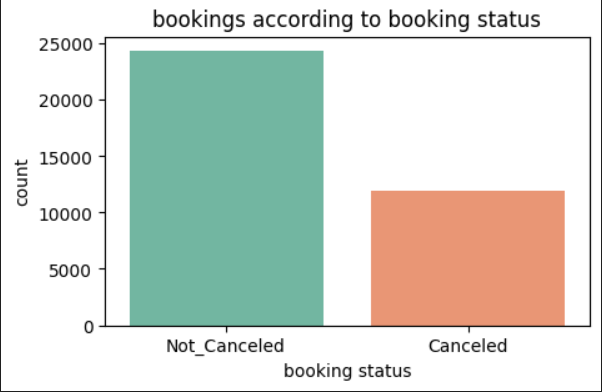 bookings according to booking status
25000
20000
15000
10000
5000
0
count
Not_Canceled
Canceled
booking status